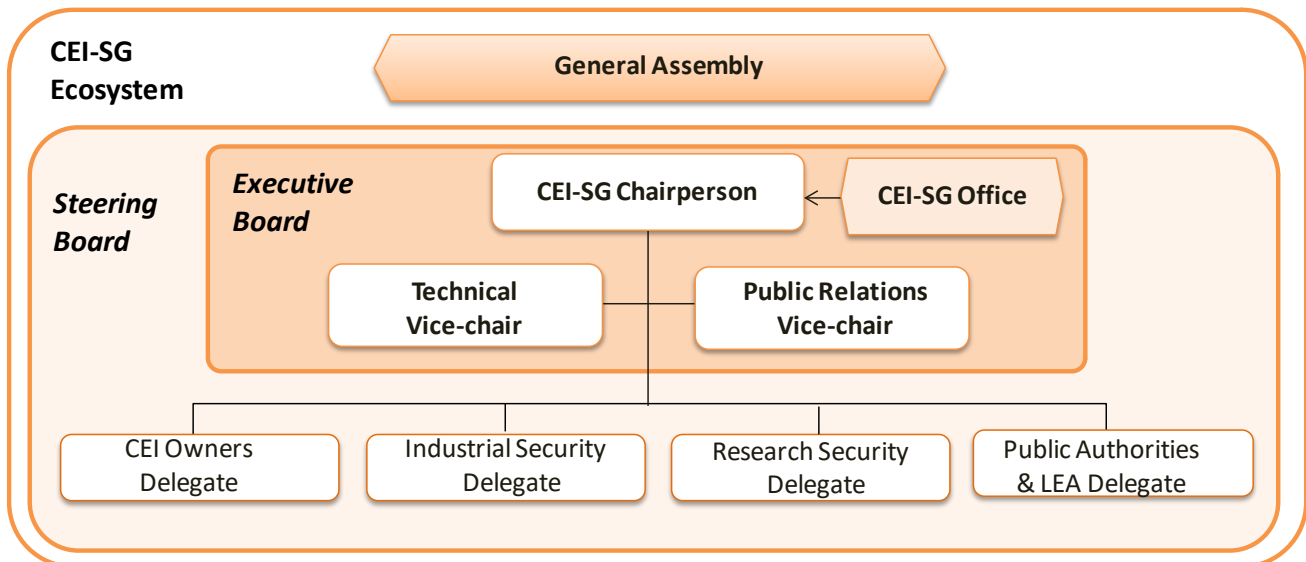 CEI-SG
Ecosystem
General Assembly
Steering
Board
Executive
Board
CEI-SG Chairperson
CEI-SG Office
Technical
Vice-chair
Public Relations
Vice-chair
CEI Owners
Delegate
Industrial Security
Delegate
Research Security
Delegate
Public Authorities
& LEA Delegate